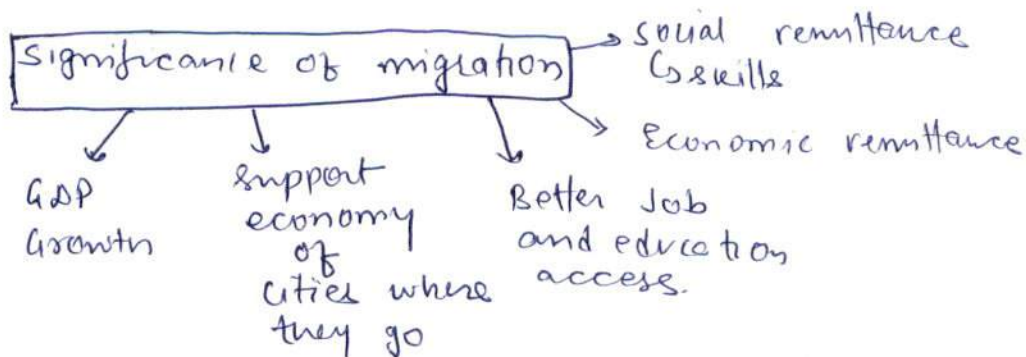 Significance of migration
social remittance
↳ skills
Economic remittance
GDP
Growth
support
economy
of
cities where
they go
Better Job
and education
access.